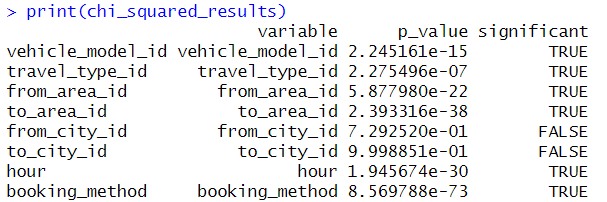 > print(chi_squared_results)
variable p_value significant
vehicle_model_id vehicle_model_id 2.245161e-15 TRUE
travel_type_id travel_type_id 2.275496e-07 TRUE
from_area_id from_area_id 5.877980e-22 TRUE
to_area_id to_area_id 2.393316e-38 TRUE
from_city_id from_city_id 7.292520e-01 FALSE
to_city_id to_city_id 9.998851e-01 FALSE
hour hour 1.945674e-30 TRUE
booking_method booking_method 8.569788e-73 TRUE